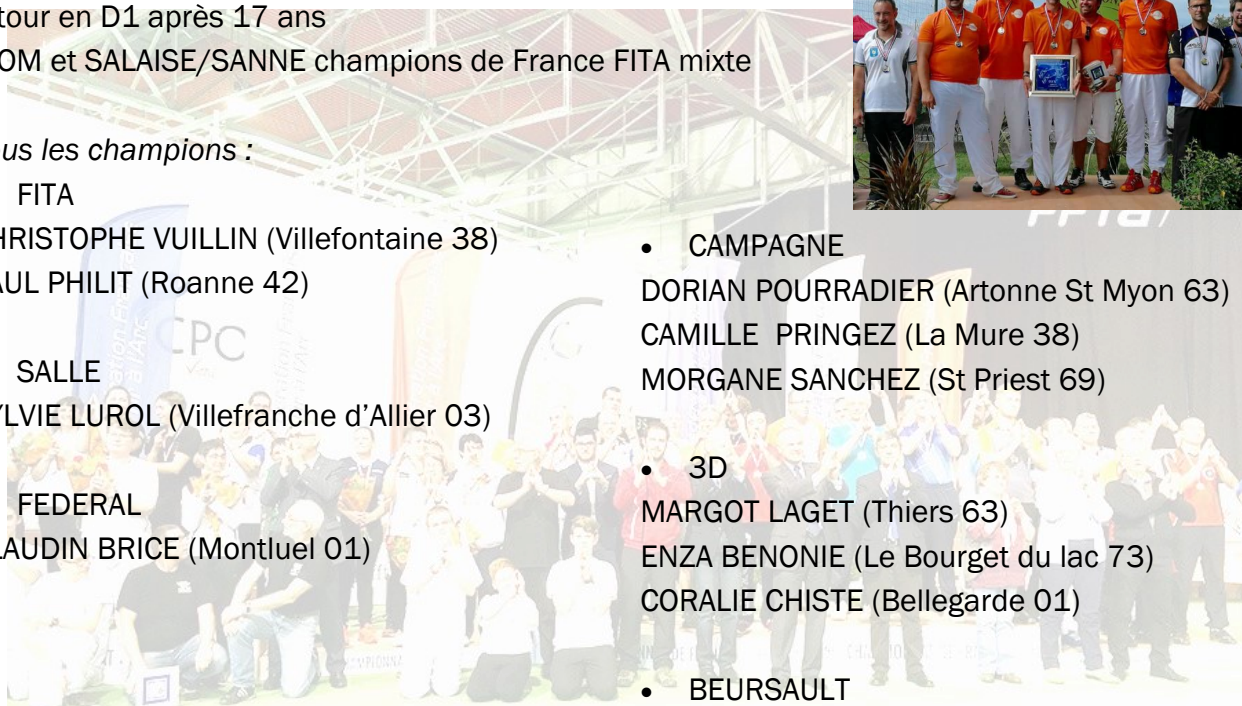 tour en D1 après 17 ans
OM et SALAISE/SANNE champions de France FITA mixte
us les champions :
FITA
HRISTOPHE VUILLIN (Villefontaine 38)
AUL PHILIT (Roanne 42)
SALLE
YLVIE LUROL (Villefranche d'Allier 03)
FEDERAL
LAUDIN BRICE (Montluel 01)
• CAMPAGNE
DORIAN POURRADIER (Artonne St Myon 63)
CAMILLE PRINGEZ (La Mure 38)
MORGANE SANCHEZ (St Priest 69)
• 3D
MARGOT LAGET (Thiers 63)
ENZA BENONIE (Le Bourget du lac 73)
CORALIE CHISTE (Bellegarde 01)
• BEURSAULT
CPC